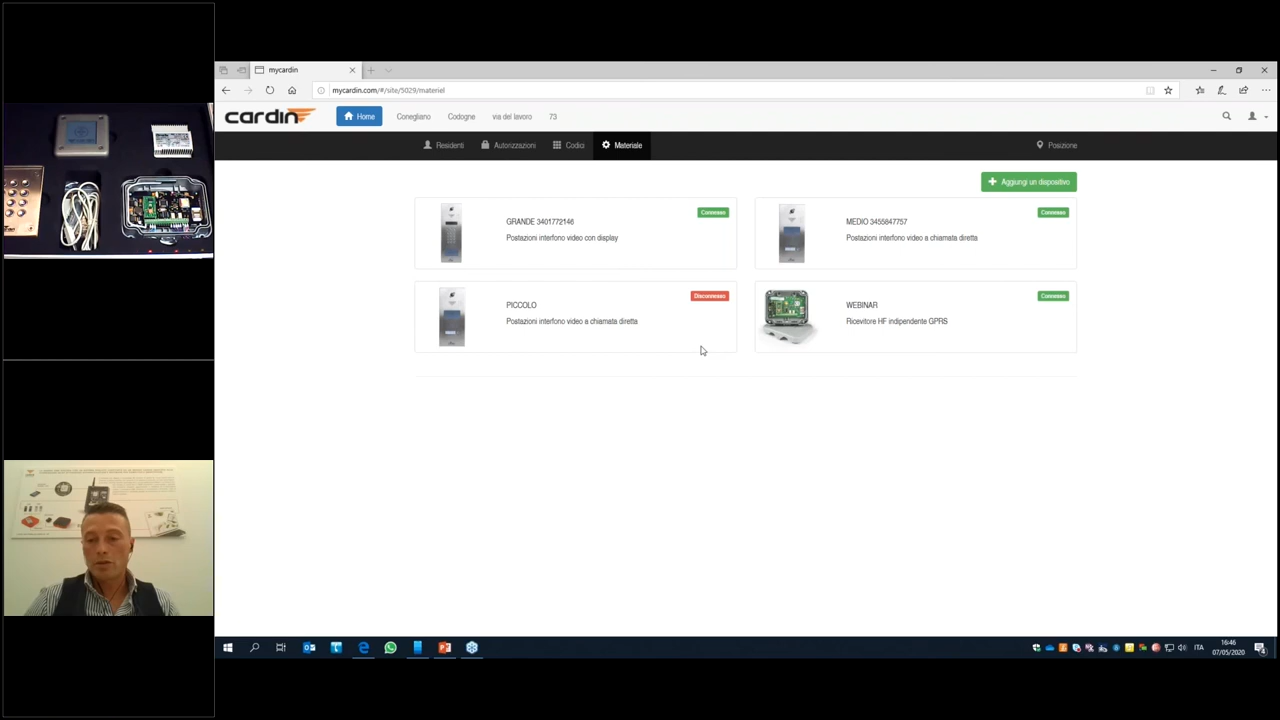 mycardin
mycardin.com/#/site/5029/materiel
cardin
Home
Conegliano
Codogne
via del lavoro
73
Residenti
Autorizzazioni
Codici
Materiale
Posizione
Aggiungi un dispositivo
GRANDE 3401772146
Connesso
Postazioni interfono video con display
MEDIO 3455847757
Connesso
Postazioni interfono video a chiamata diretta
PICCOLO
Disconnesso
Postazioni interfono video a chiamata diretta
WEBINAR
Connesso
Ricevitore HF indipendente GPRS
ITA
16:46
07/05/2020